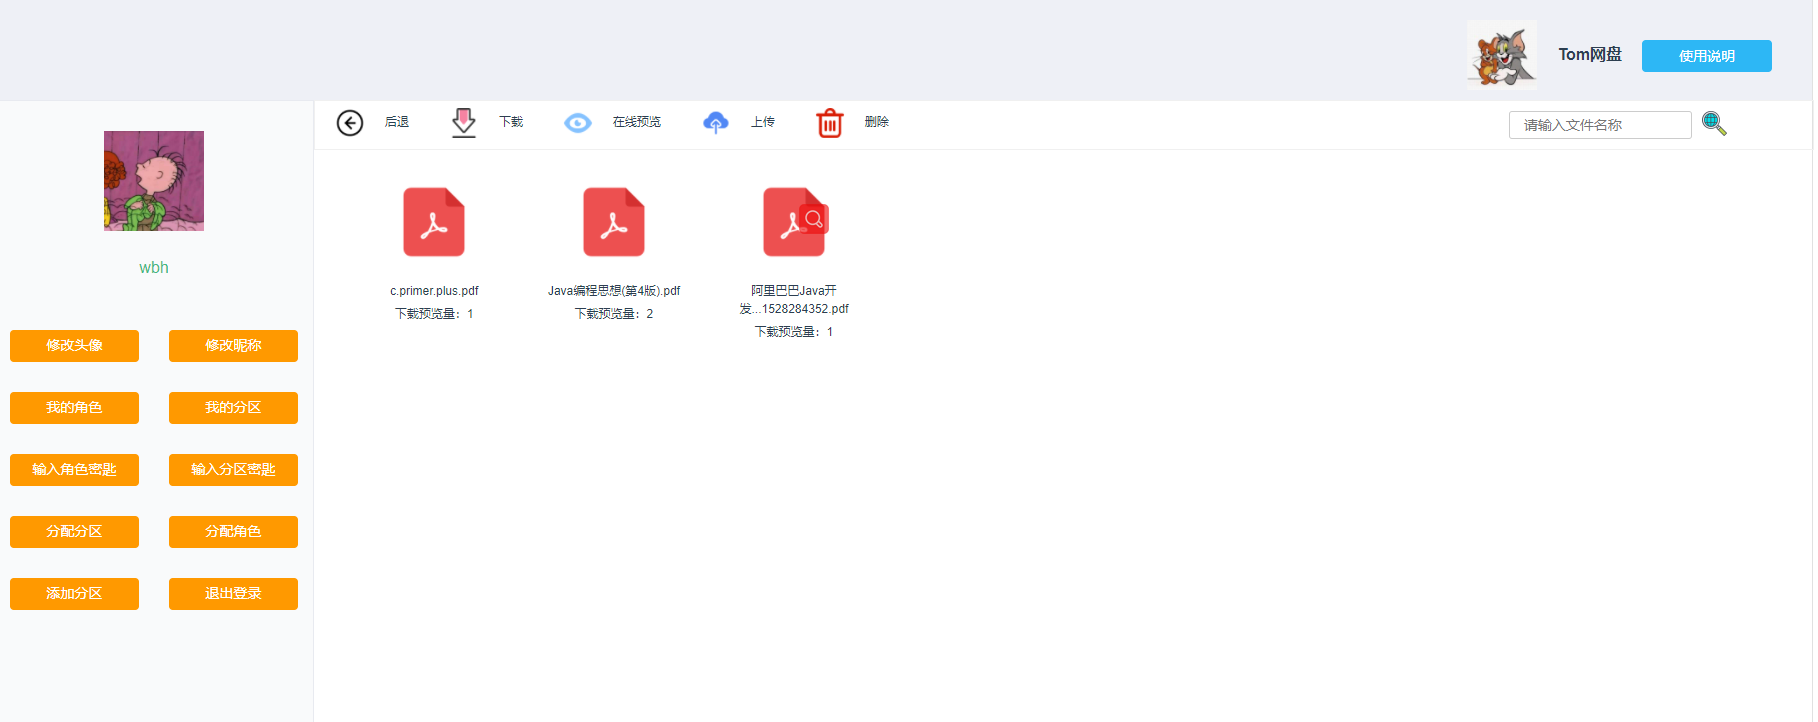 Tom网盘
使用说明
后退
下载
在线预览
上传
删除
请输入文件名称
wbh
修改头像
修改昵称
我的角色
我的分区
输入角色密匙
输入分区密匙
分配分区
分配角色
添加分区
退出登录
c.primer.plus.pdf
下载预览量：1
Java编程思想(第4版).pdf
下载预览量：2
阿里巴巴Java开
发...1528284352.pdf
下载预览量：1